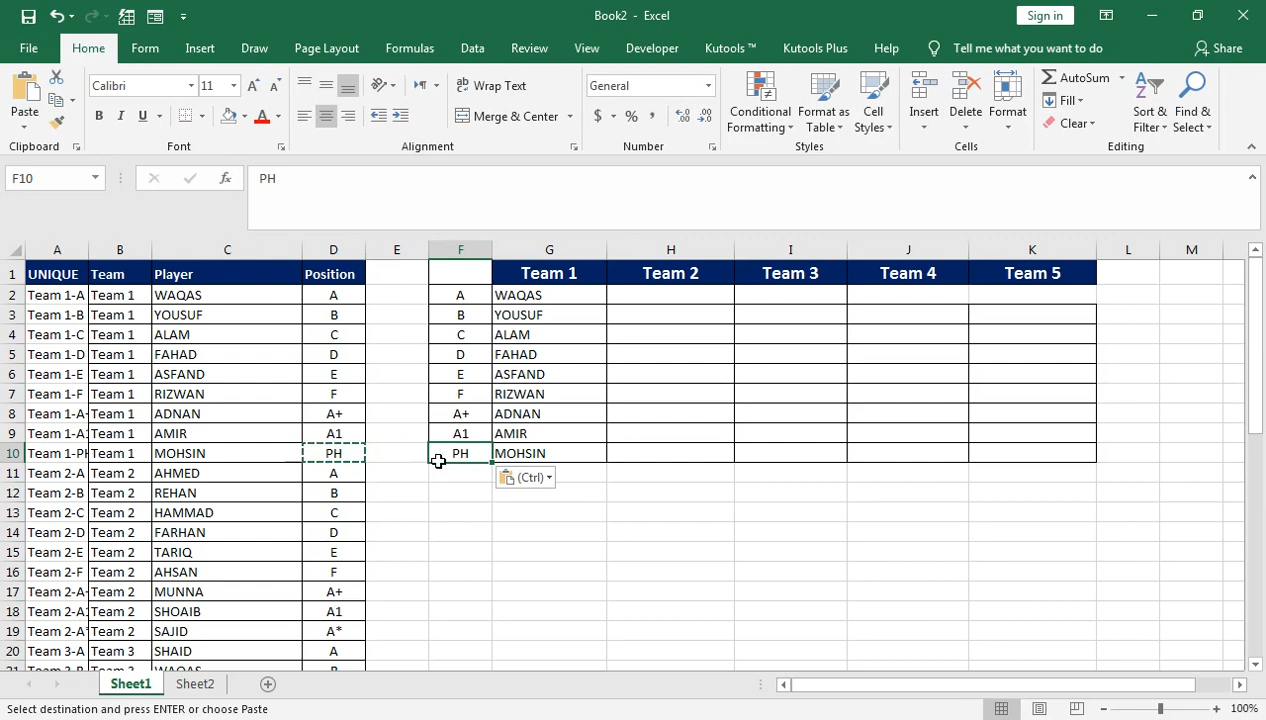 Book2 - Excel
Sign in
File Home Form Insert Draw Page Layout Formulas Data Review View Developer Kutools ™ Kutools Plus Help Tell me what you want to do Share
Paste
Calibri 11
B I U
Wrap Text
Merge & Center
General
$ % ,
Conditional Formatting
Format as Table
Cell Styles
Insert
Delete
Format
AutoSum
Fill
Clear
Sort & Filter
Find & Select
Clipboard Font Alignment Number Styles Cells Editing
F10 fx PH
A B C D E F G H I J K L M
1 UNIQUE Team Player Position Team 1 Team 2 Team 3 Team 4 Team 5
2 Team 1-A Team 1 WAQAS A A WAQAS
3 Team 1-B Team 1 YOUSUF B B YOUSUF
4 Team 1-C Team 1 ALAM C C ALAM
5 Team 1-D Team 1 FAHAD D D FAHAD
6 Team 1-E Team 1 ASFAND E E ASFAND
7 Team 1-F Team 1 RIZWAN F F RIZWAN
8 Team 1-A+ Team 1 ADNAN A+ A+ ADNAN
9 Team 1-A1 Team 1 AMIR A1 A1 AMIR
10 Team 1-PH Team 1 MOHSIN PH PH MOHSIN
11 Team 2-A Team 2 AHMED A
(Ctrl)
12 Team 2-B Team 2 REHAN B
13 Team 2-C Team 2 HAMMAD C
14 Team 2-D Team 2 FARHAN D
15 Team 2-E Team 2 TARIQ E
16 Team 2-F Team 2 AHSAN F
17 Team 2-A+ Team 2 MUNNA A+
18 Team 2-A1 Team 2 SHOAIB A1
19 Team 2-A* Team 2 SAJID A*
20 Team 3-A Team 3 SHAID A
21 Team 3-B Team 3 WAQAS B
Sheet1 Sheet2
Select destination and press ENTER or choose Paste
100%